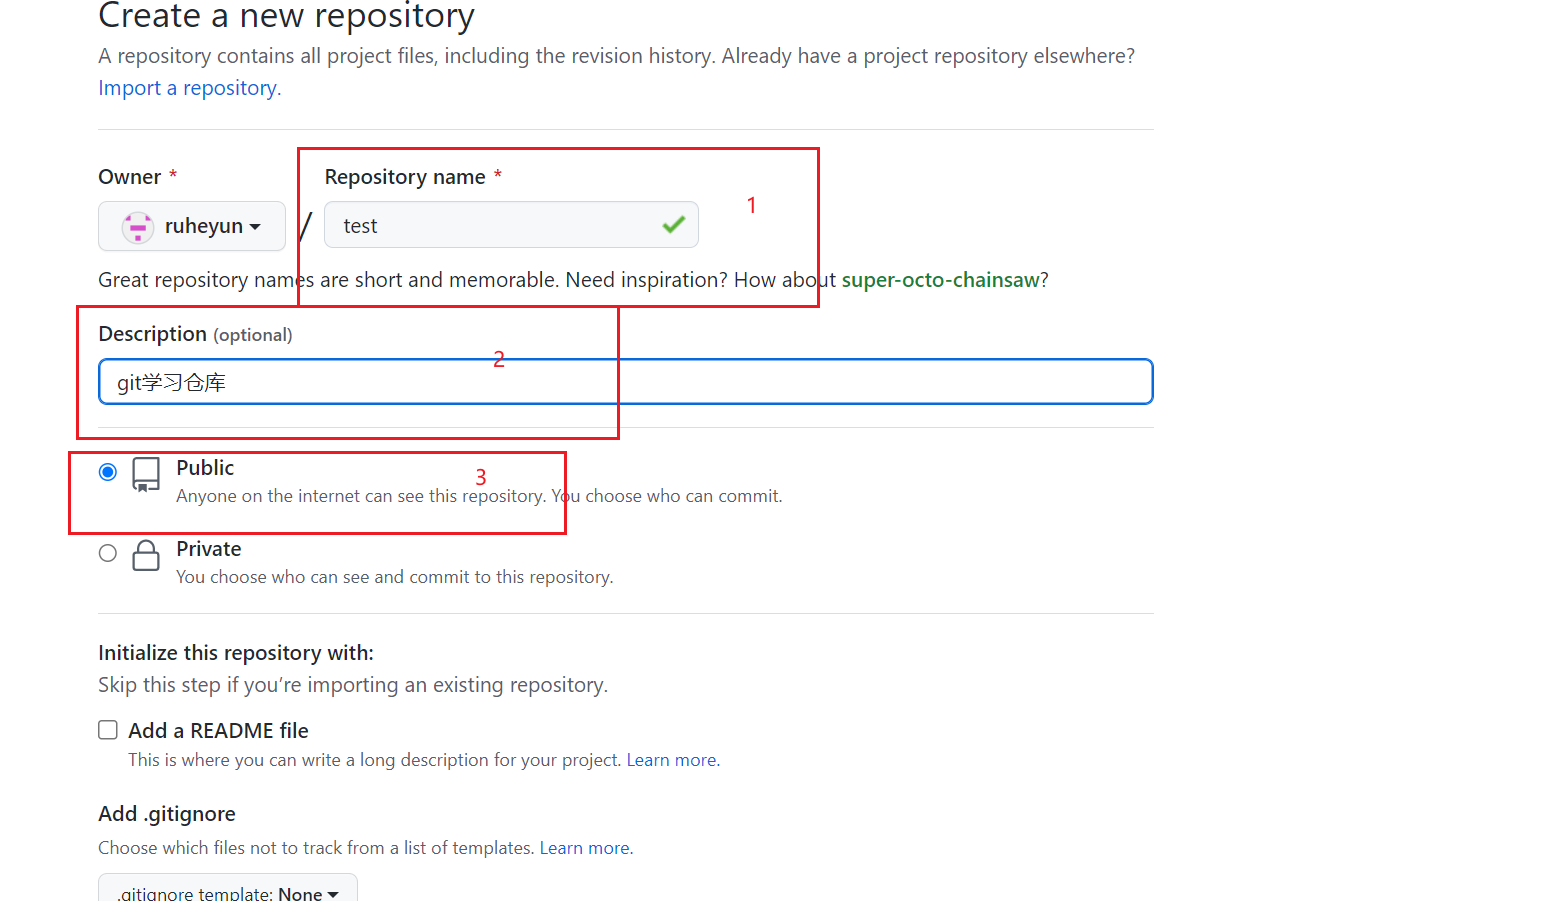 Create a new repository
A repository contains all project files, including the revision history. Already have a project repository elsewhere?
Import a repository.
Owner *
Repository name *
1
ruheyun
/
test
Great repository names are short and memorable. Need inspiration? How about super-octo-chainsaw?
Description (optional)
2
git学习仓库
Public
3
Anyone on the internet can see this repository. You choose who can commit.
Private
You choose who can see and commit to this repository.
Initialize this repository with:
Skip this step if you’re importing an existing repository.
Add a README file
This is where you can write a long description for your project. Learn more.
Add .gitignore
Choose which files not to track from a list of templates. Learn more.
.gitignore template: None